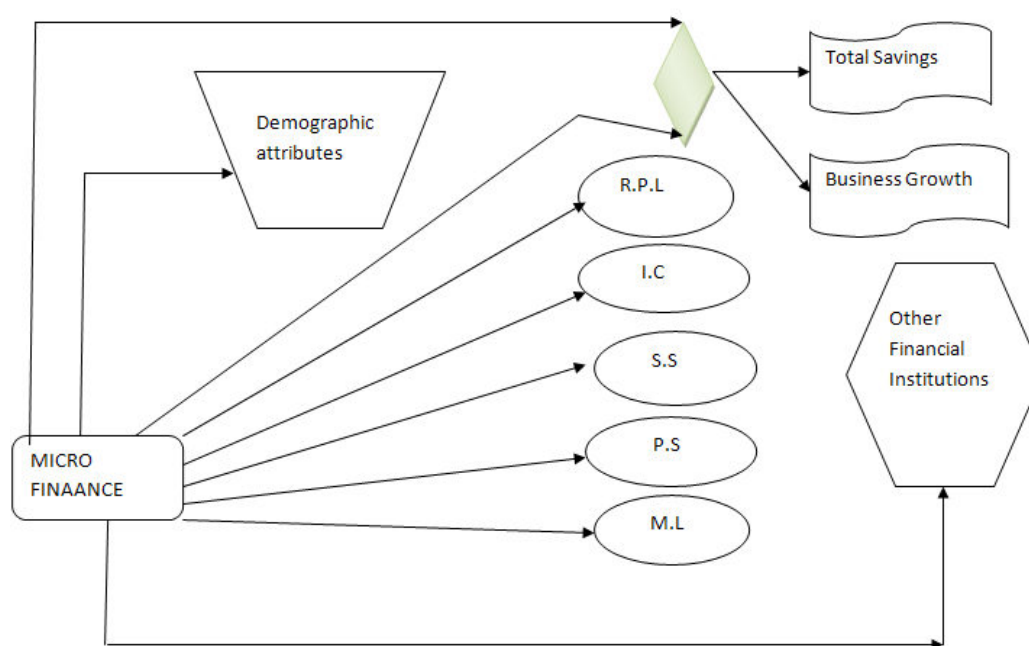 Total Savings
Demographic
attributes
Business Growth
R.P.L
I.C
Other
Financial
Institutions
S.S
P.S
MICRO
FINAANCE
M.L